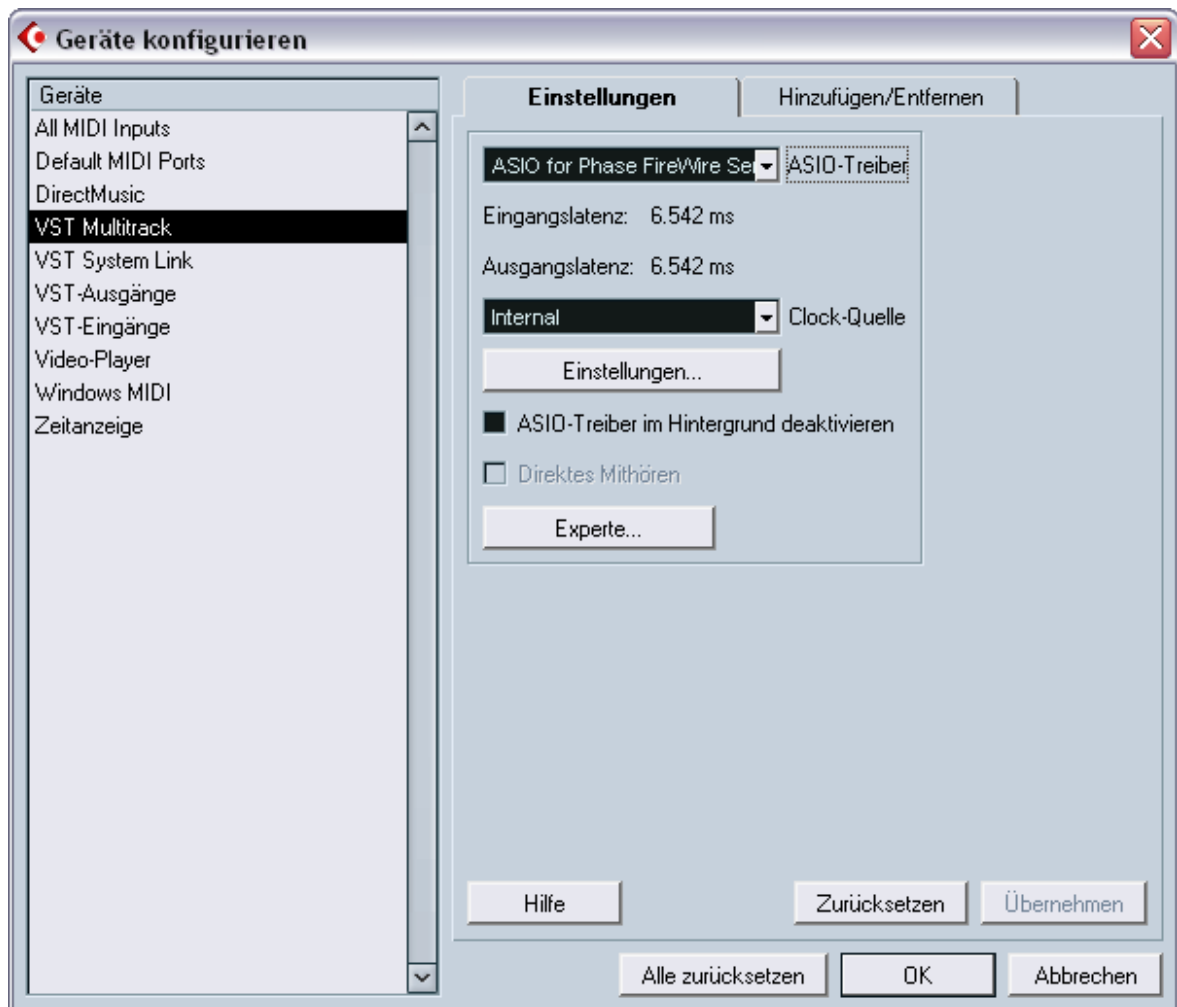 Geräte konfigurieren
Geräte
All MIDI Inputs
Default MIDI Ports
DirectMusic
VST Multitrack
VST System Link
VST-Ausgänge
VST-Eingänge
Video-Player
Windows MIDI
Zeitanzeige
Einstellungen
Hinzufügen/Entfernen
ASIO for Phase FireWire Ser ASIO-Treiber
Eingangslatenz: 6.542 ms
Ausgangslatenz: 6.542 ms
Internal Clock-Quelle
Einstellungen...
ASIO-Treiber im Hintergrund deaktivieren
Direktes Mithören
Experte...
Hilfe
Zurücksetzen
Übernehmen
Alle zurücksetzen
OK
Abbrechen